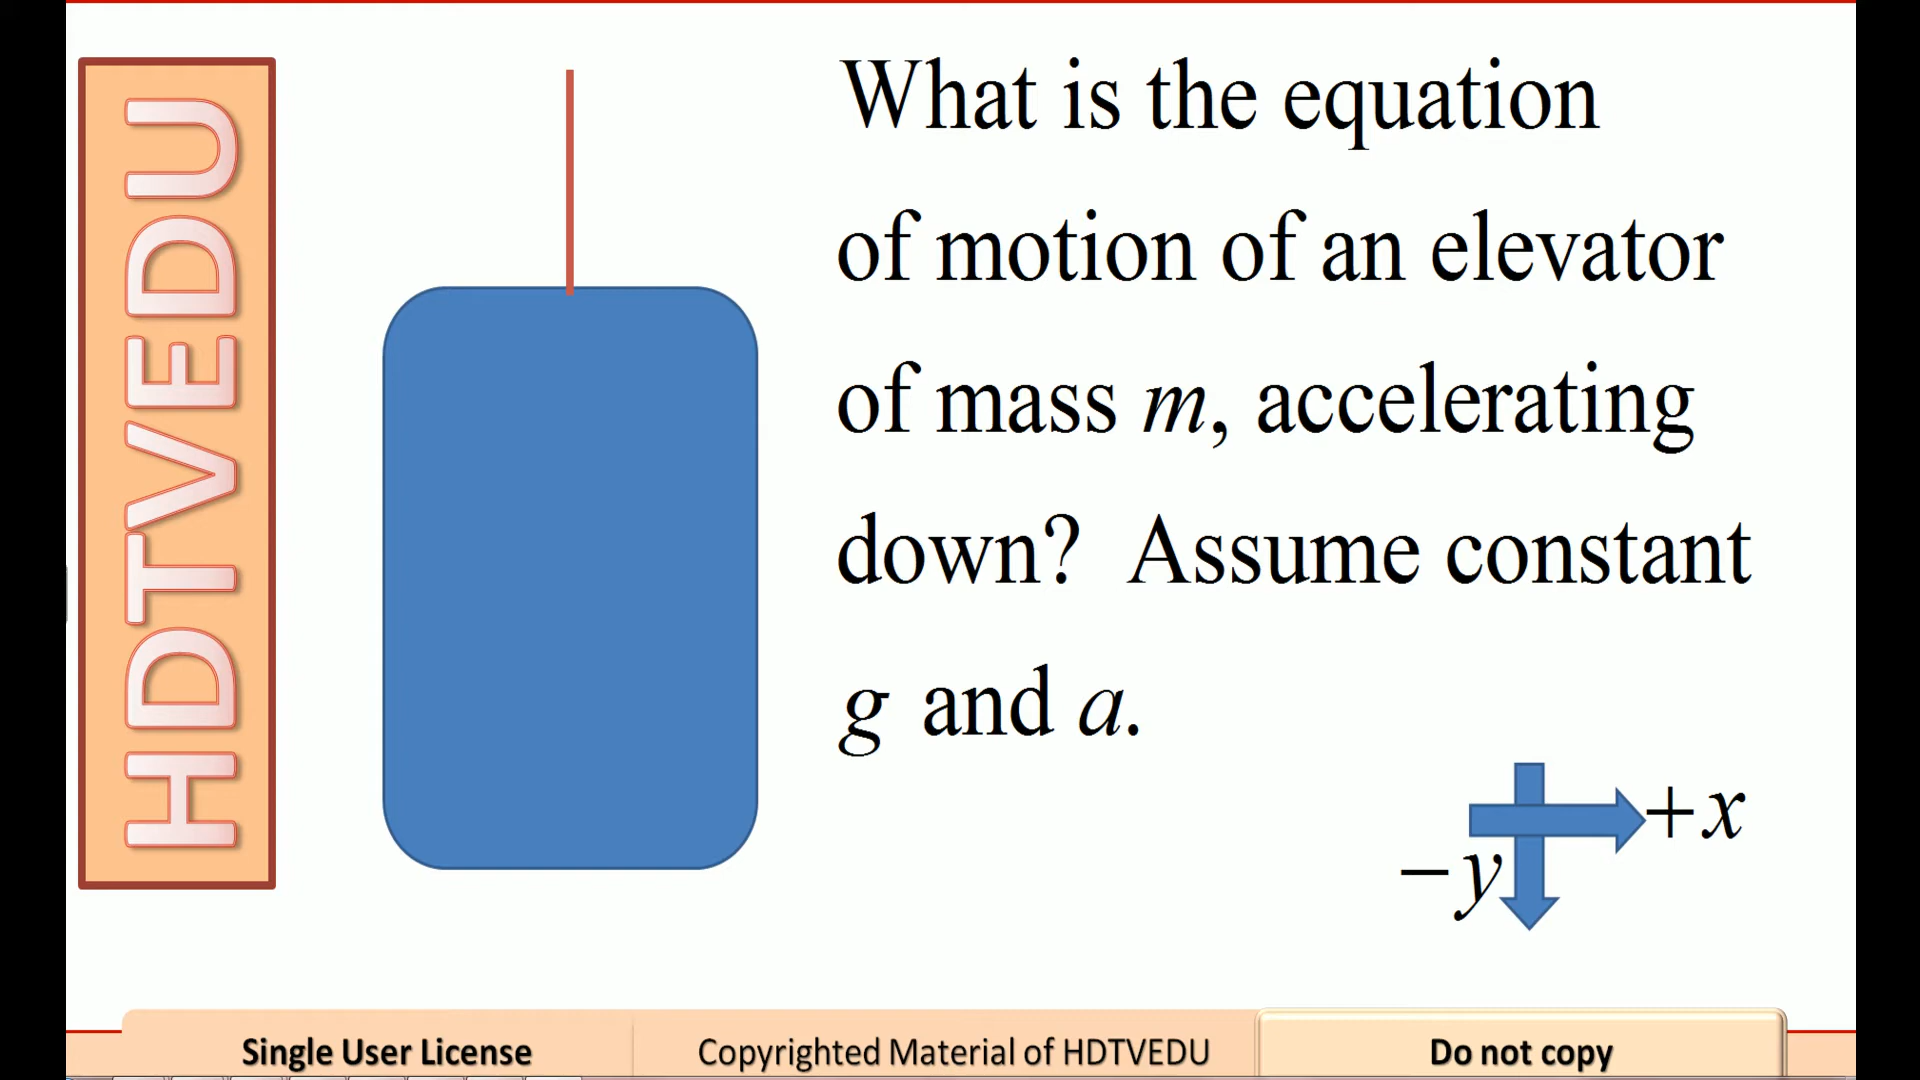 HDTVEDU
What is the equation
of motion of an elevator
of mass m, accelerating
down? Assume constant
g and a.
+x
−y
Single User License
Copyrighted Material of HDTVEDU
Do not copy